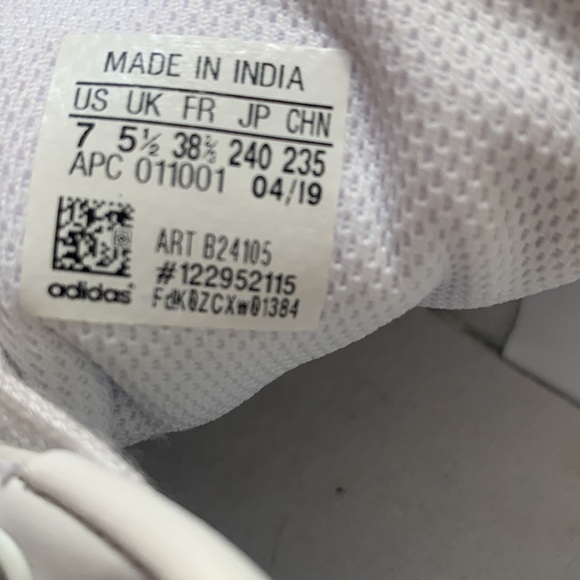 MADE IN INDIA
US UK FR JP CHN
7 5½ 38⅔ 240 235
APC 011001 04/19
ART B24105
#122952115
adidas FdK0ZCXw01384